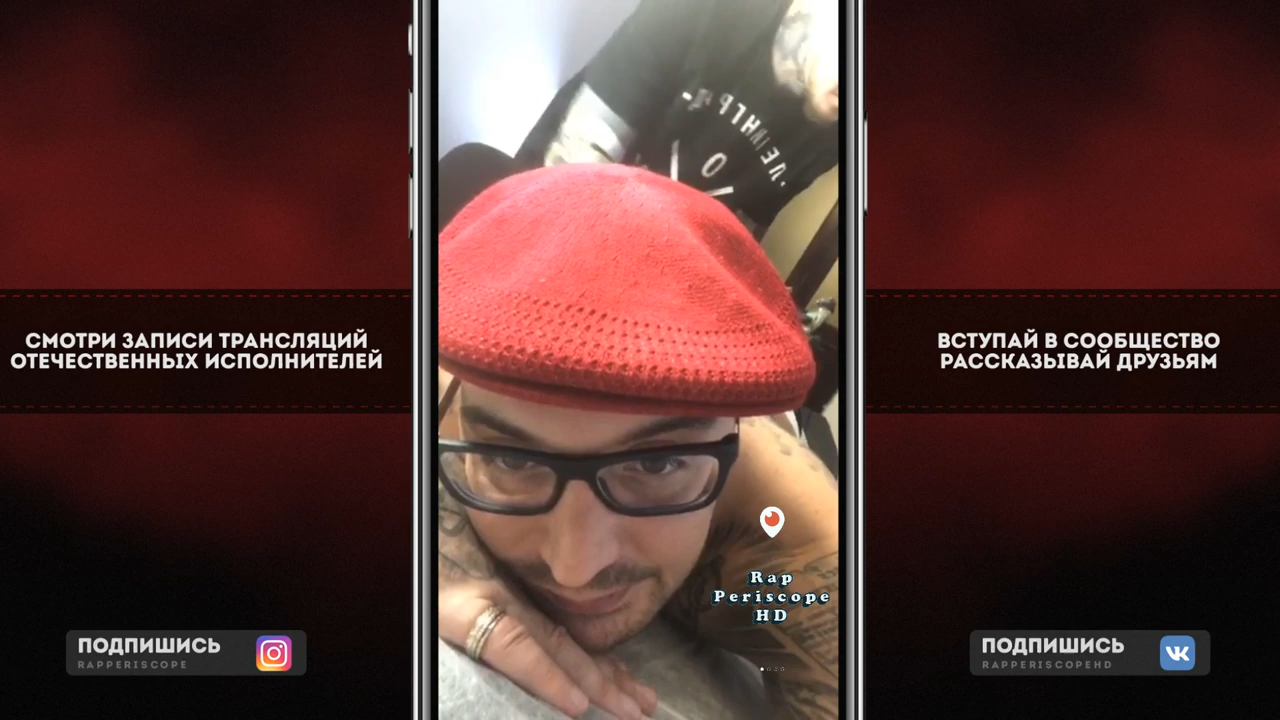 СМОТРИ ЗАПИСИ ТРАНСЛЯЦИЙ
ОТЕЧЕСТВЕННЫХ ИСПОЛНИТЕЛЕЙ
ВСТУПАЙ В СООБЩЕСТВО
РАССКАЗЫВАЙ ДРУЗЬЯМ
Rap
Periscope
HD
ПОДПИШИСЬ
RAPPERISCOPE
ПОДПИШИСЬ
RAPPERISCOPEHD